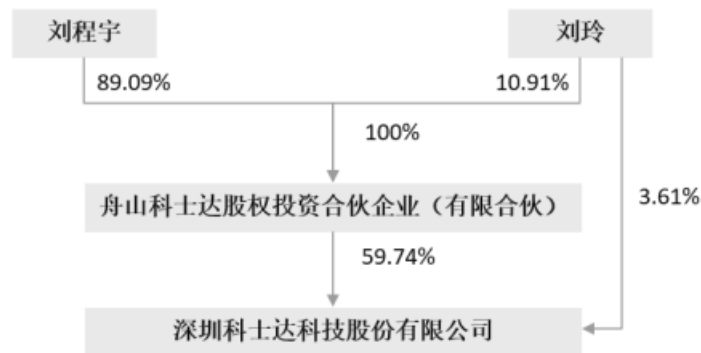 刘程宇
刘玲
89.09%
10.91%
100%
舟山科士达股权投资合伙企业（有限合伙）
3.61%
59.74%
深圳科士达科技股份有限公司